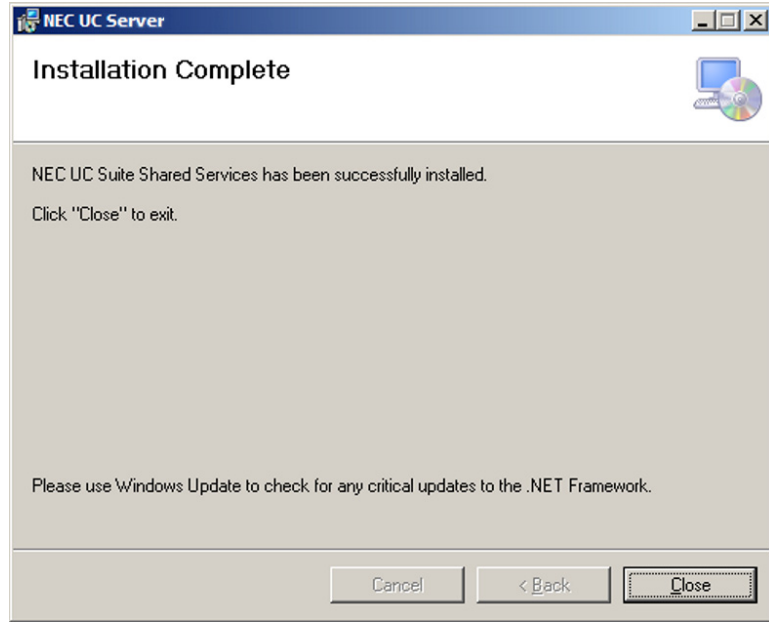 NEC UC Server
Installation Complete
NEC UC Suite Shared Services has been successfully installed.
Click "Close" to exit.
Please use Windows Update to check for any critical updates to the .NET Framework.
Cancel
< Back
Close